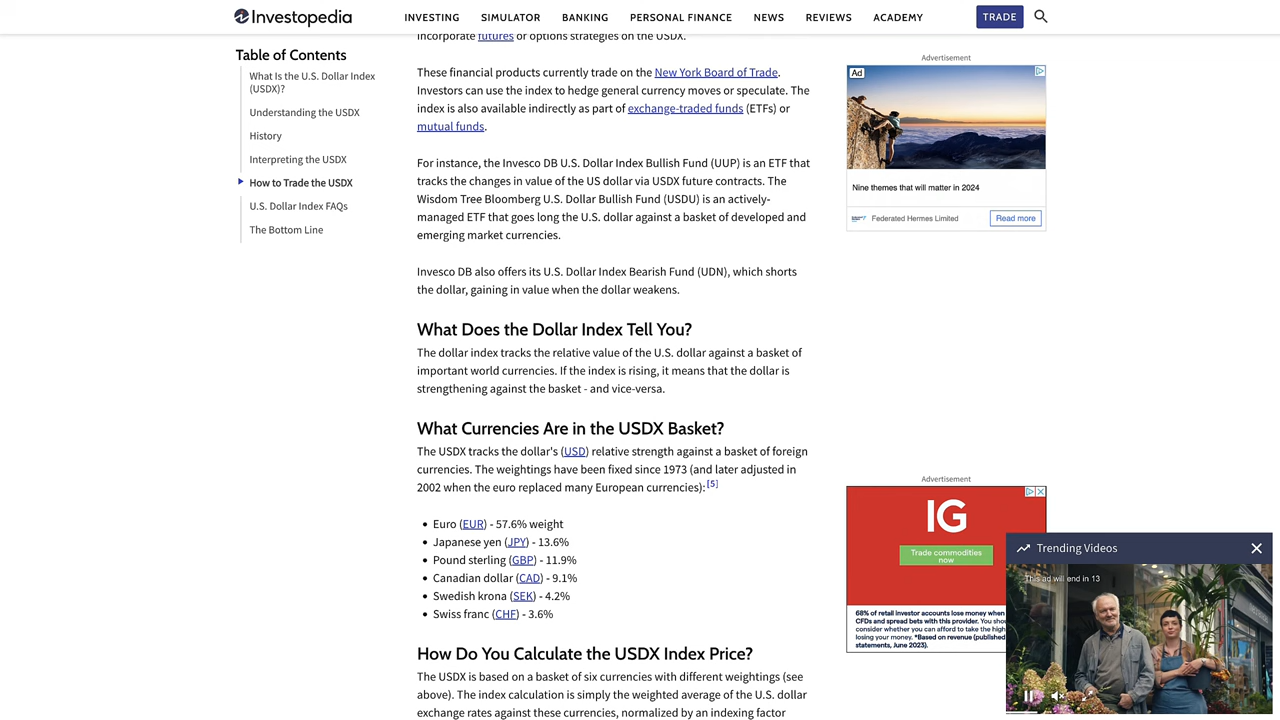 Investopedia
INVESTING
SIMULATOR
BANKING
PERSONAL FINANCE
NEWS
REVIEWS
ACADEMY
TRADE
Table of Contents
What Is the U.S. Dollar Index
(USDX)?
Understanding the USDX
History
Interpreting the USDX
How to Trade the USDX
U.S. Dollar Index FAQs
The Bottom Line
incorporate futures or options strategies on the USDX.
These financial products currently trade on the New York Board of Trade.
Investors can use the index to hedge general currency moves or speculate. The
index is also available indirectly as part of exchange-traded funds (ETFs) or
mutual funds.
For instance, the Invesco DB U.S. Dollar Index Bullish Fund (UUP) is an ETF that
tracks the changes in value of the US dollar via USDX future contracts. The
Wisdom Tree Bloomberg U.S. Dollar Bullish Fund (USDU) is an actively-
managed ETF that goes long the U.S. dollar against a basket of developed and
emerging market currencies.
Invesco DB also offers its U.S. Dollar Index Bearish Fund (UDN), which shorts
the dollar, gaining in value when the dollar weakens.
What Does the Dollar Index Tell You?
The dollar index tracks the relative value of the U.S. dollar against a basket of
important world currencies. If the index is rising, it means that the dollar is
strengthening against the basket - and vice-versa.
What Currencies Are in the USDX Basket?
The USDX tracks the dollar's (USD) relative strength against a basket of foreign
currencies. The weightings have been fixed since 1973 (and later adjusted in
2002 when the euro replaced many European currencies): [5]
• Euro (EUR) - 57.6% weight
• Japanese yen (JPY) - 13.6%
• Pound sterling (GBP) - 11.9%
• Canadian dollar (CAD) - 9.1%
• Swedish krona (SEK) - 4.2%
• Swiss franc (CHF) - 3.6%
How Do You Calculate the USDX Index Price?
The USDX is based on a basket of six currencies with different weightings (see
above). The index calculation is simply the weighted average of the U.S. dollar
exchange rates against these currencies, normalized by an indexing factor
Advertisement
Ad
Nine themes that will matter in 2024
Federated Hermes Limited
Read more
Advertisement
IG
Trade commodities
now
68% of retail investor accounts lose money when
CFDs and spread bets with this provider. You shou
consider whether you can afford to take the high
losing your money. *Based on revenue (published
statements, June 2023).
Trending Videos
This ad will end in 13